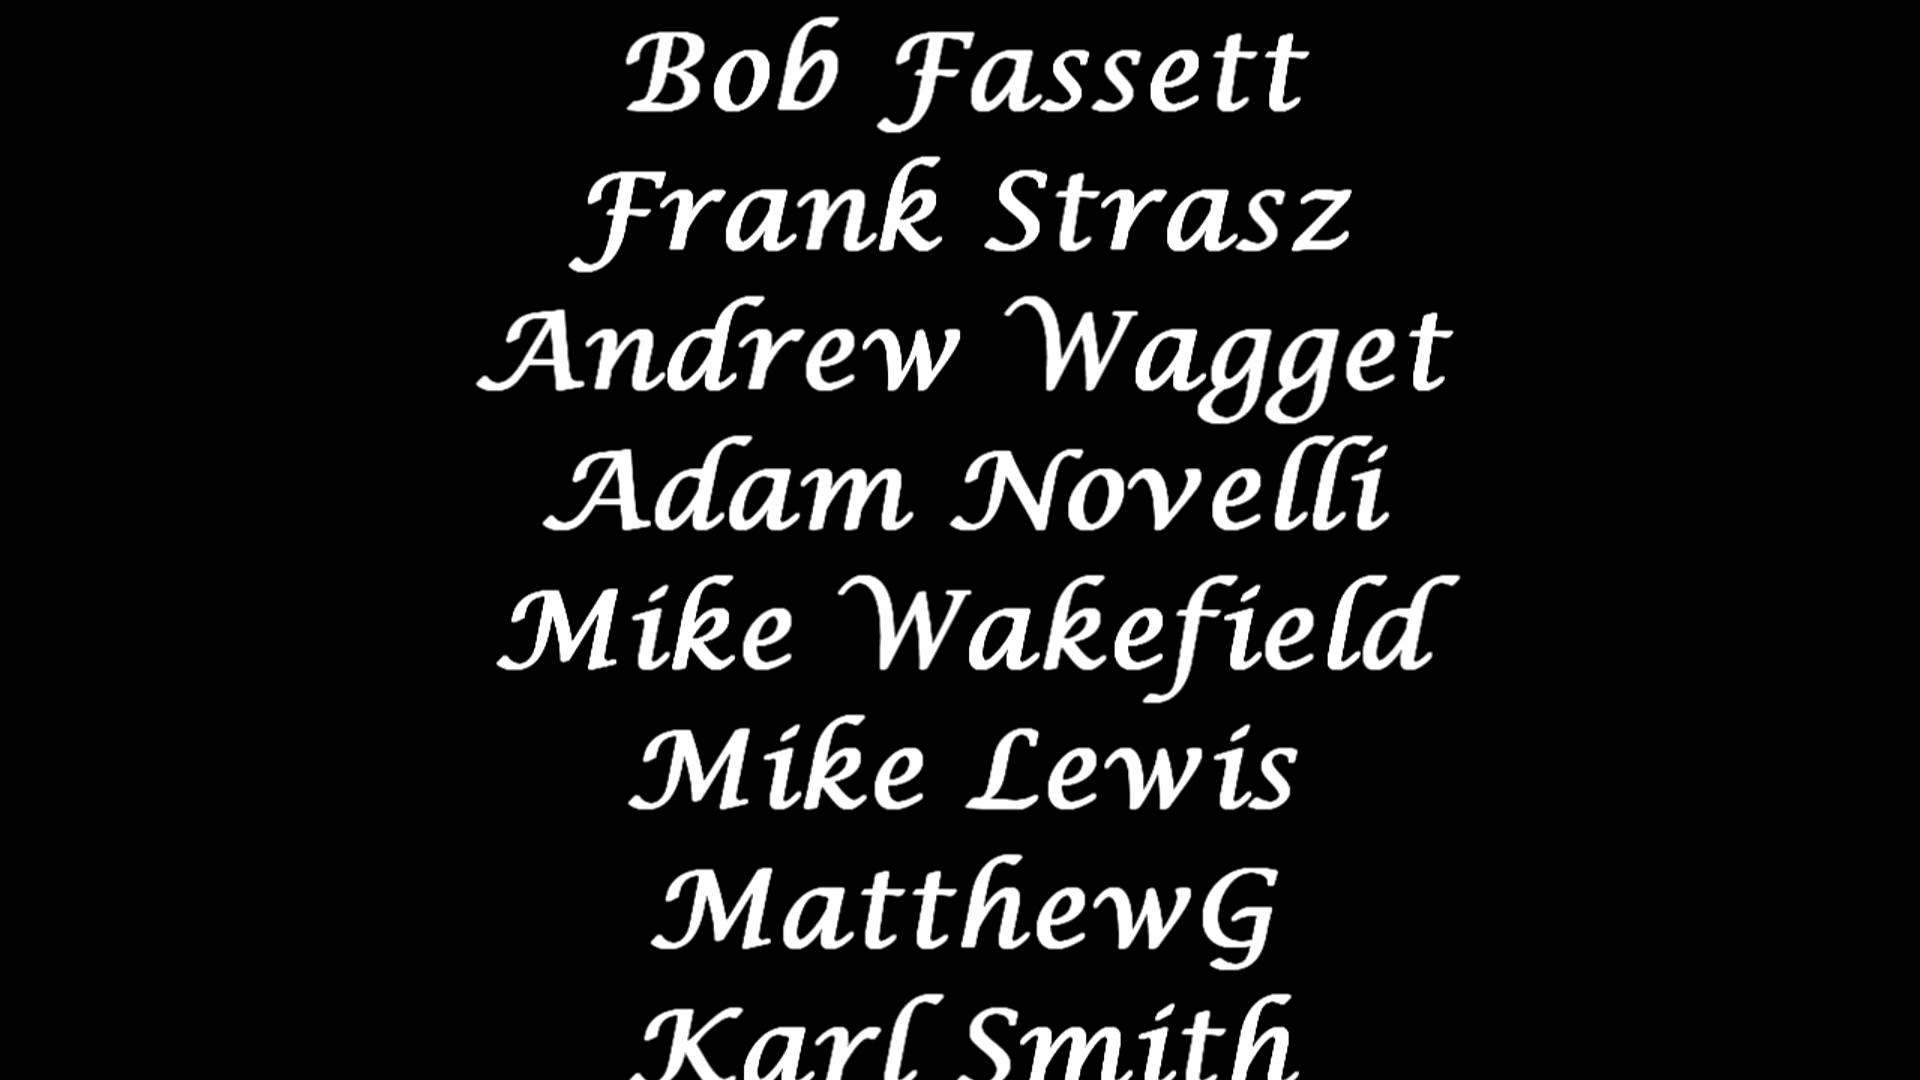 Bob Fassett
Frank Strasz
Andrew Wagget
Adam Novelli
Mike Wakefield
Mike Lewis
MatthewG
Karl Smith